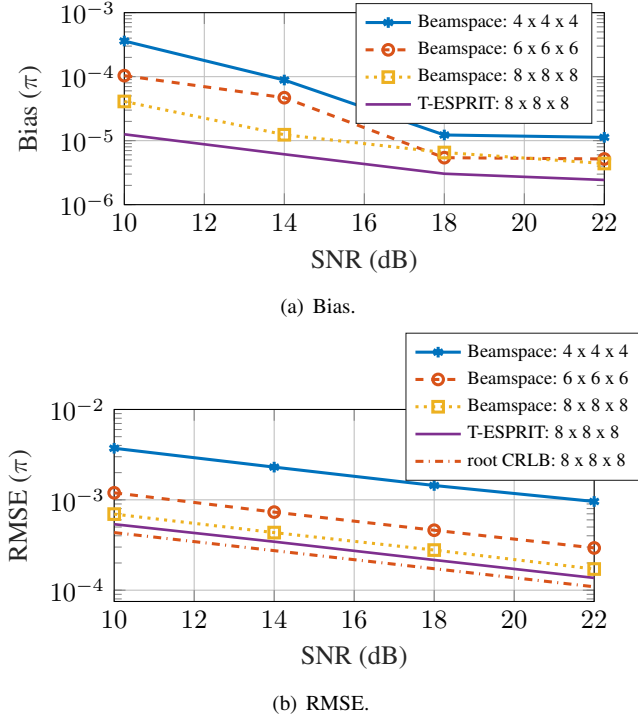 10⁻³
10⁻⁴
10⁻⁵
10⁻⁶
Bias (π)
Beamspace: 4 x 4 x 4
Beamspace: 6 x 6 x 6
Beamspace: 8 x 8 x 8
T-ESPRIT: 8 x 8 x 8
10 12 14 16 18 20 22
SNR (dB)
(a) Bias.
Beamspace: 4 x 4 x 4
Beamspace: 6 x 6 x 6
Beamspace: 8 x 8 x 8
T-ESPRIT: 8 x 8 x 8
root CRLB: 8 x 8 x 8
10⁻²
10⁻³
10⁻⁴
RMSE (π)
10 12 14 16 18 20 22
SNR (dB)
(b) RMSE.